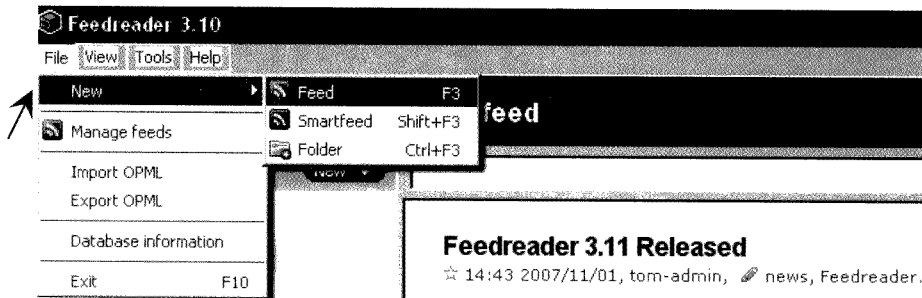 Feedreader 3.10
File View Tools Help
New
Feed F3
Smartfeed Shift+F3
Folder Ctrl+F3
Manage feeds
Import OPML
Export OPML
Database information
Exit F10
feed
New
Feedreader 3.11 Released
14:43 2007/11/01, tom-admin, news, Feedreader.